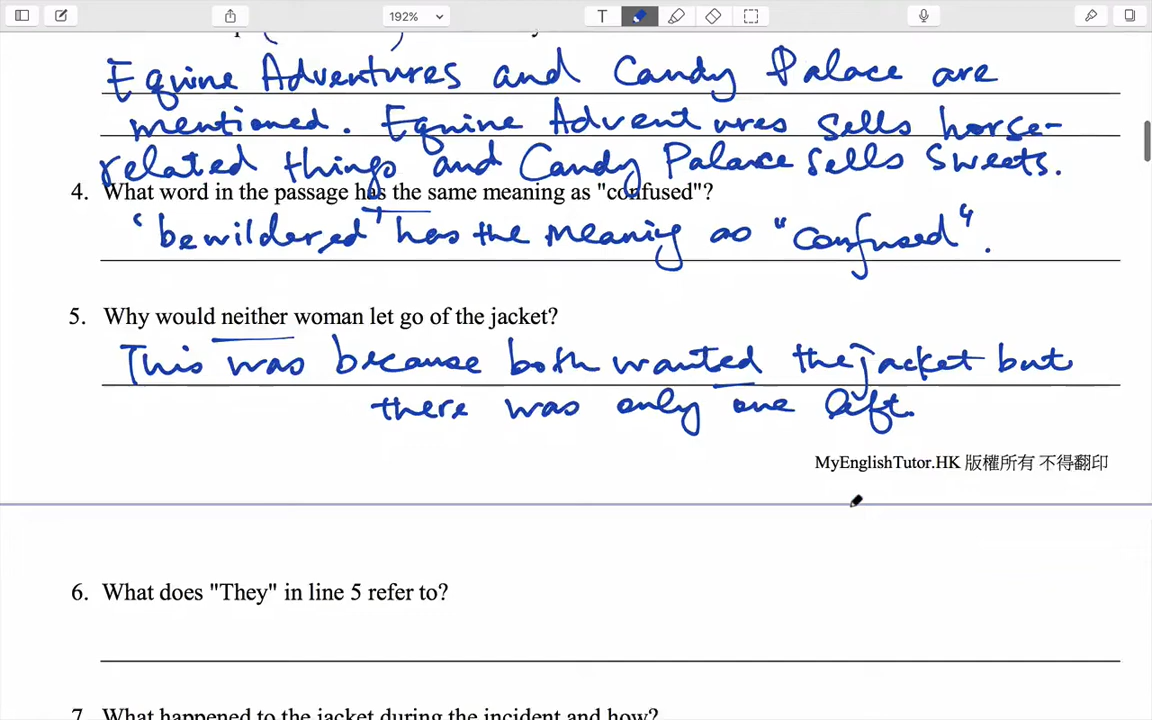 192%
T
Equine Adventures and Candy Palace are
mentioned. Equine Adventures sells horse-
related things and Candy Palace sells sweets.
4. What word in the passage has the same meaning as "confused"?
'bewildered' has the meaning as "confused".
5. Why would neither woman let go of the jacket?
This was because both wanted the jacket but
there was only one left.
MyEnglishTutor.HK 版權所有 不得翻印
6. What does "They" in line 5 refer to?
7. What happened to the jacket during the incident and how?